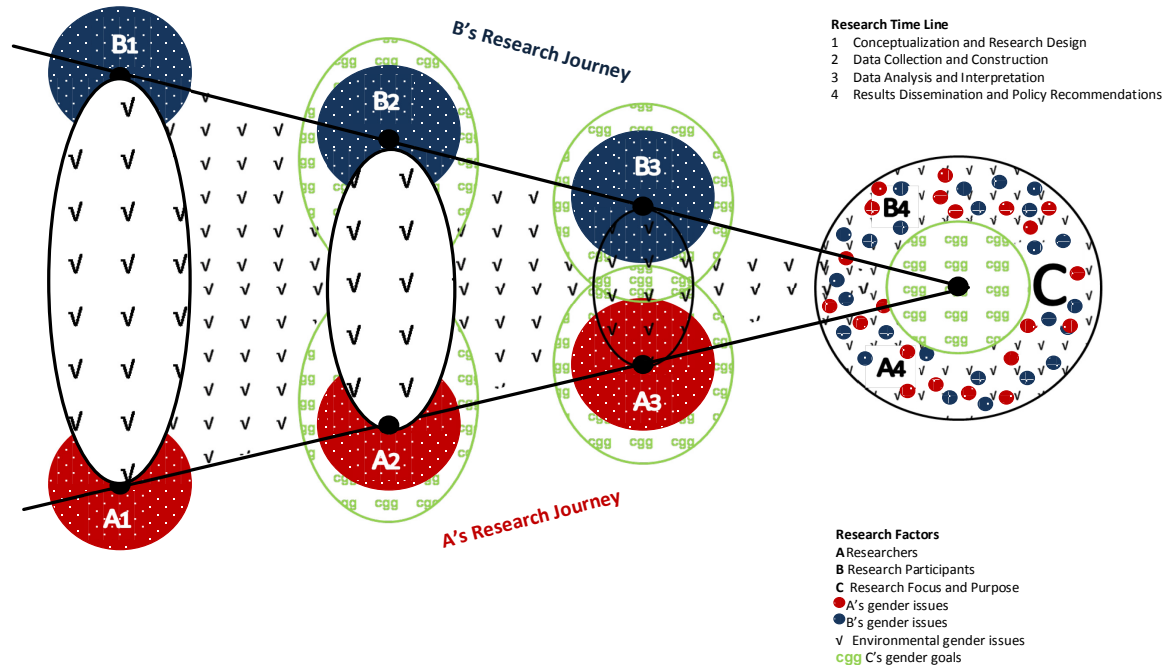 B1
B's Research Journey
B2
B3
B4
C
A4
A3
A2
A1
A's Research Journey
cgg
√
Research Time Line
1 Conceptualization and Research Design
2 Data Collection and Construction
3 Data Analysis and Interpretation
4 Results Dissemination and Policy Recommendations
Research Factors
A Researchers
B Research Participants
C Research Focus and Purpose
A's gender issues
B's gender issues
√ Environmental gender issues
cgg C's gender goals